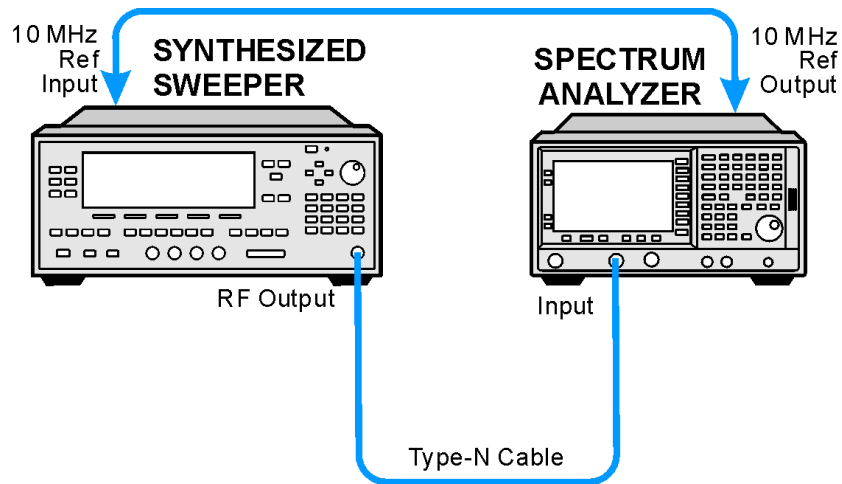 10 MHz
Ref
Input
SYNTHESIZED
SWEEPER
SPECTRUM
ANALYZER
10 MHz
Ref
Output
RF Output
Input
Type-N Cable